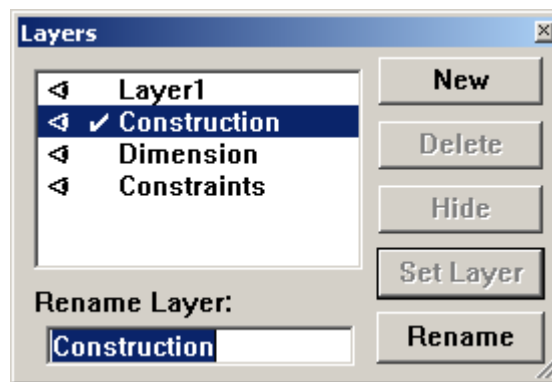 Layers
Layer1
Construction
Dimension
Constraints
New
Delete
Hide
Set Layer
Rename Layer:
Construction
Rename